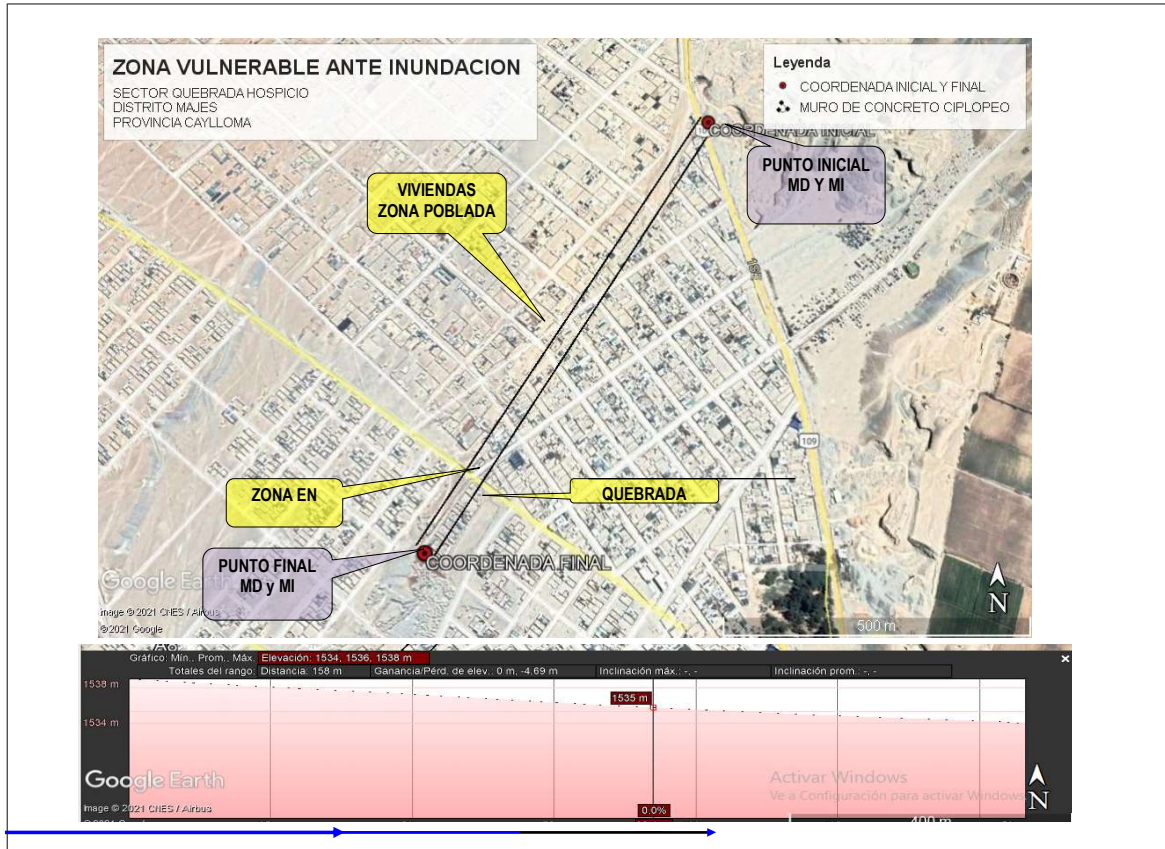 ZONA VULNERABLE ANTE INUNDACION
SECTOR QUEBRADA HOSPICIO
DISTRITO MAJES
PROVINCIA CAYLLOMA
Leyenda
COORDENADA INICIAL Y FINAL
MURO DE CONCRETO CIPLOPEO
COORDENADA INICIAL
PUNTO INICIAL
MD Y MI
VIVIENDAS
ZONA POBLADA
109
ZONA EN
QUEBRADA
PUNTO FINAL
MD y MI
COORDENADA FINAL
Google Earth
Image © 2021 CNES / Airbus
© 2021 Google
N
500 m
Gráfico: Mín., Prom., Máx. Elevación: 1534, 1536, 1538 m
Totales del rango: Distancia: 158 m Ganancia/Pérd. de elev.: 0 m, -4.69 m Inclinación máx.: -, - Inclinación prom.: -, -
1538 m
1535 m
1534 m
Google Earth
Image © 2021 CNES / Airbus
0.0%
Activar Windows
Ve a Configuración para activar Windows.
N
400 m